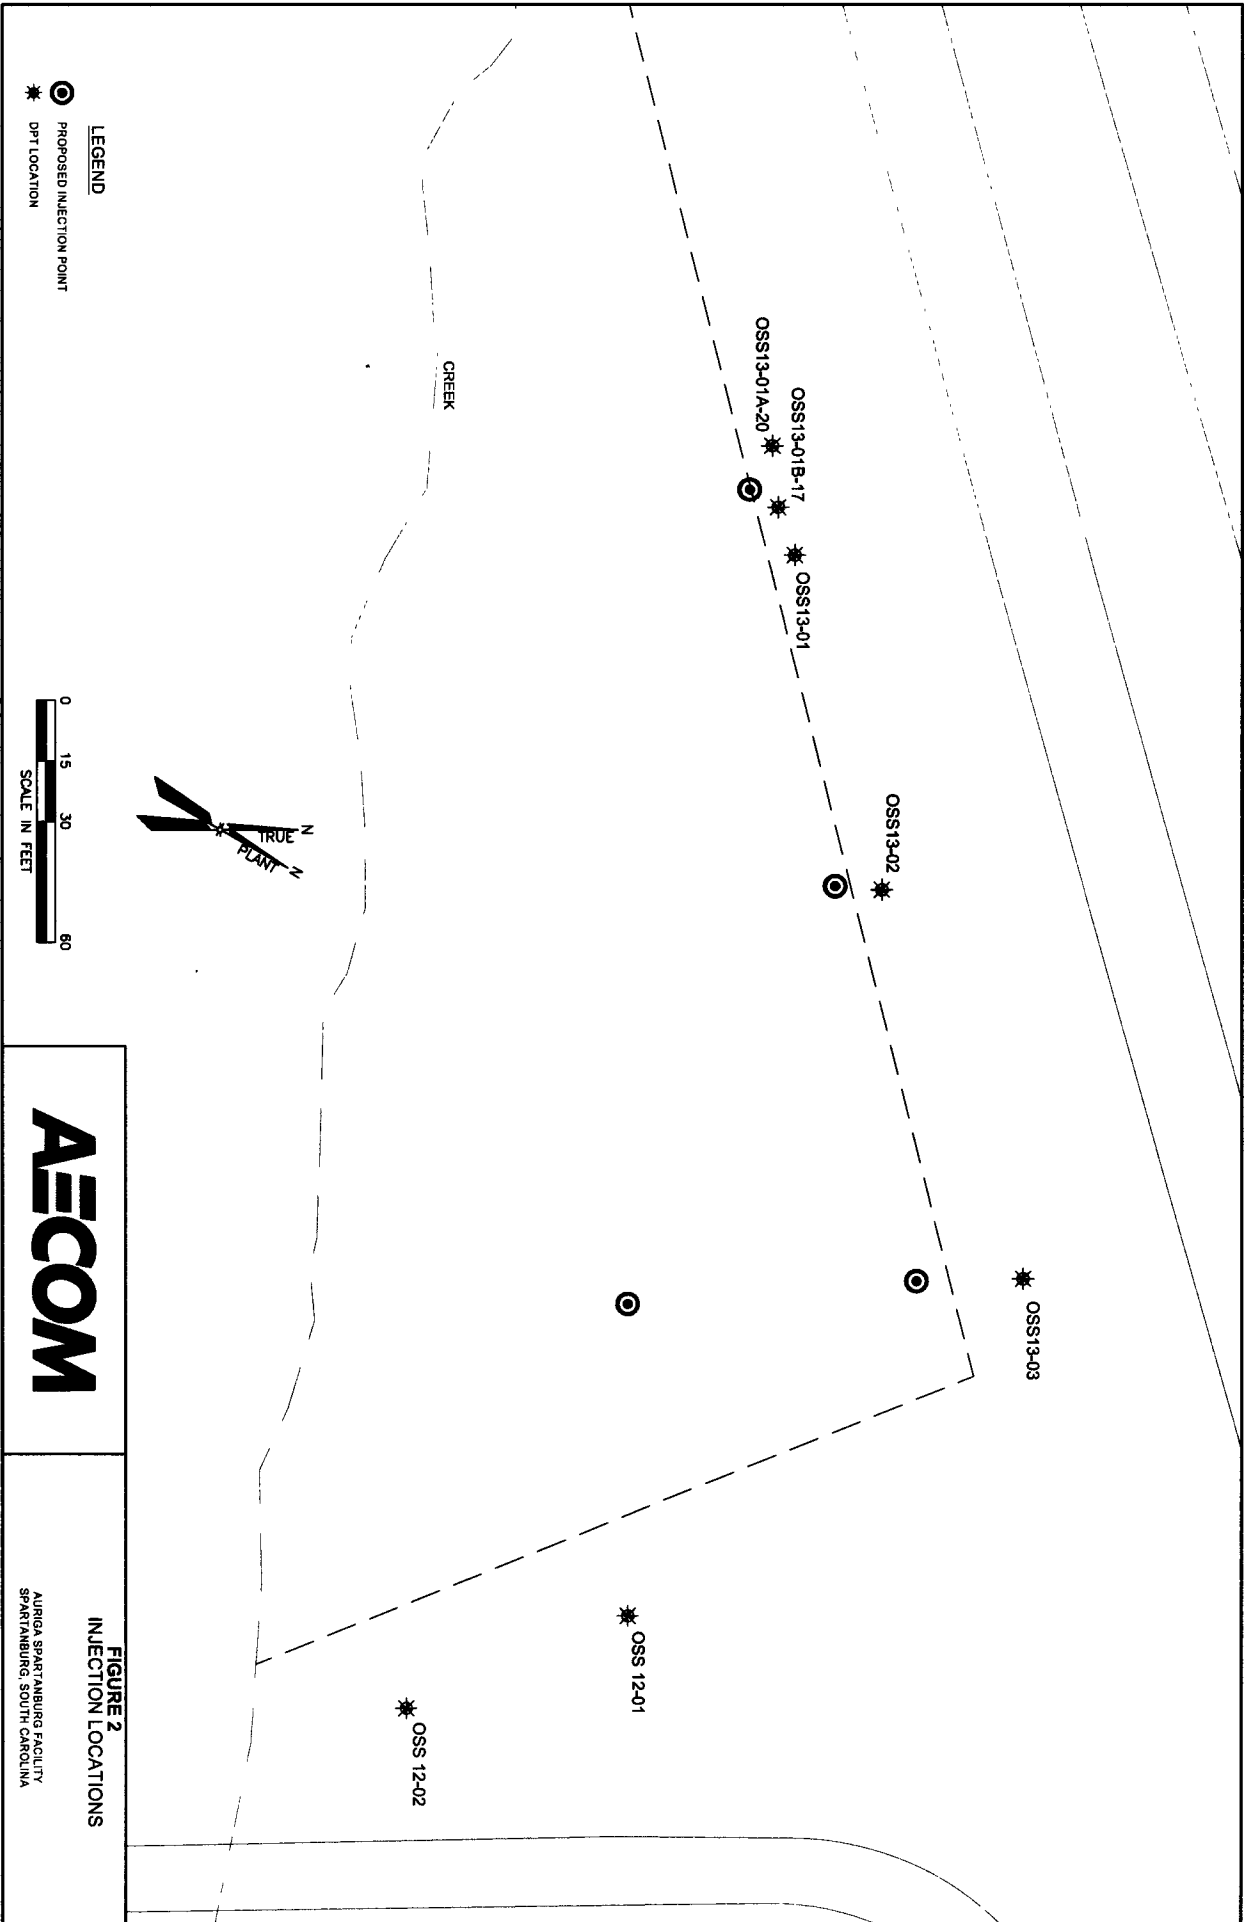 OSS13-03
OSS13-02
OSS13-01
OSS13-01B-17
OSS13-01A-20
OSS 12-01
OSS 12-02
CREEK
N
TRUE
N
PLANT
LEGEND
PROPOSED INJECTION POINT
DPT LOCATION
0 15 30 60
SCALE IN FEET
AECOM
FIGURE 2
INJECTION LOCATIONS
AURIGA SPARTANBURG FACILITY
SPARTANBURG, SOUTH CAROLINA